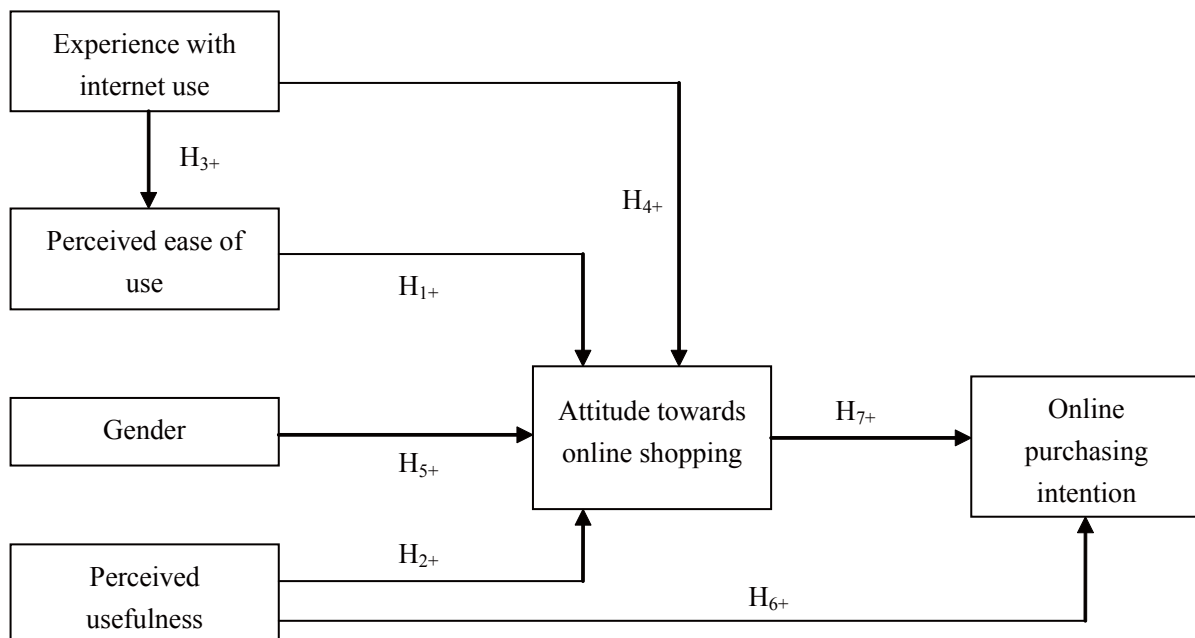 Experience with
internet use
H3+
H4+
Perceived ease of
use
H1+
Gender
H5+
Attitude towards
online shopping
H7+
Online
purchasing
intention
Perceived
usefulness
H2+
H6+